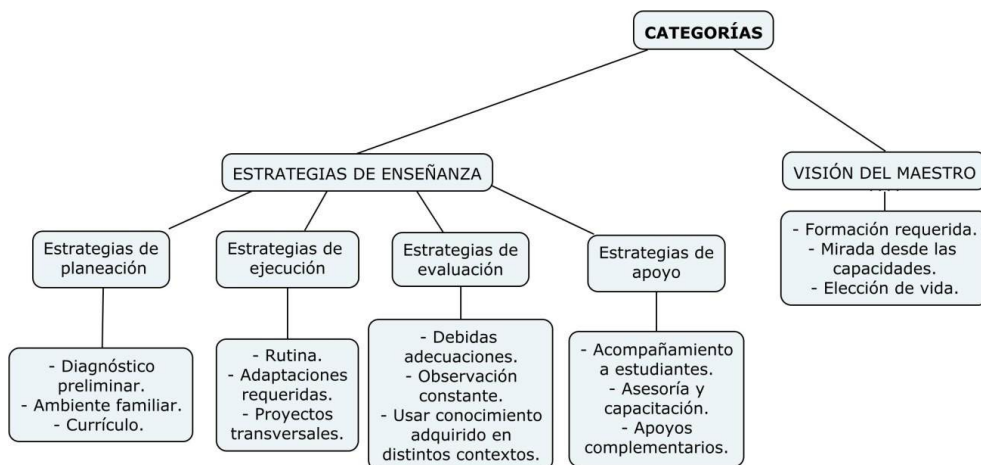 CATEGORÍAS
ESTRATEGIAS DE ENSEÑANZA
VISIÓN DEL MAESTRO
- Formación requerida.
- Mirada desde las
capacidades.
- Elección de vida.
Estrategias de
planeación
Estrategias de
ejecución
Estrategias de
evaluación
Estrategias de
apoyo
- Diagnóstico
preliminar.
- Ambiente familiar.
- Currículo.
- Rutina.
- Adaptaciones
requeridas.
- Proyectos
transversales.
- Debidas
adecuaciones.
- Observación
constante.
- Usar conocimiento
adquirido en
distintos contextos.
- Acompañamiento
a estudiantes.
- Asesoría y
capacitación.
- Apoyos
complementarios.